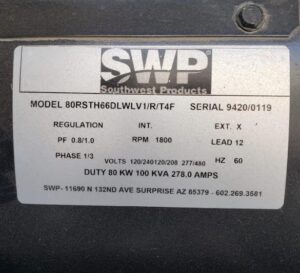 SWP
Southwest Products
MODEL 80RSTH66DLWLV1/R/T4F SERIAL 9420/0119
REGULATION INT. EXT. X
PF 0.8/1.0 RPM 1800 LEAD 12
PHASE 1/3 VOLTS 120/240120/208 277/480 HZ 60
DUTY 80 KW 100 KVA 278.0 AMPS
SWP- 11690 N 132ND AVE SURPRISE AZ 85379 - 602.269.3581